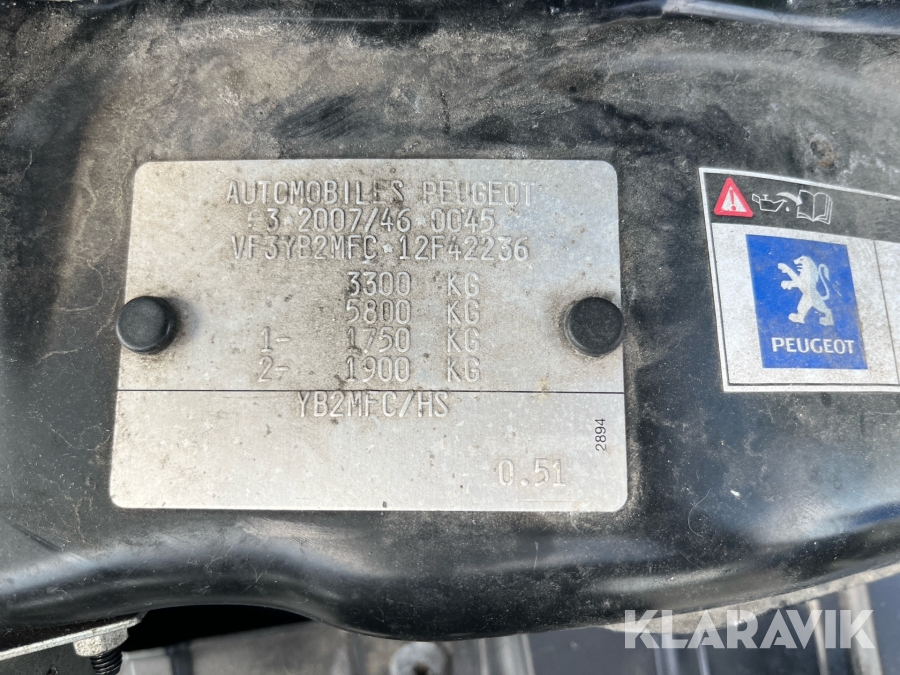 AUTOMOBILES PEUGEOT
e3 2007/46 0045
VF3YB2MFC 12F42236
3300 KG
5800 KG
1- 1750 KG
2- 1900 KG
YB2MFC/HS
2894
0.51
PEUGEOT
KLARAVIK